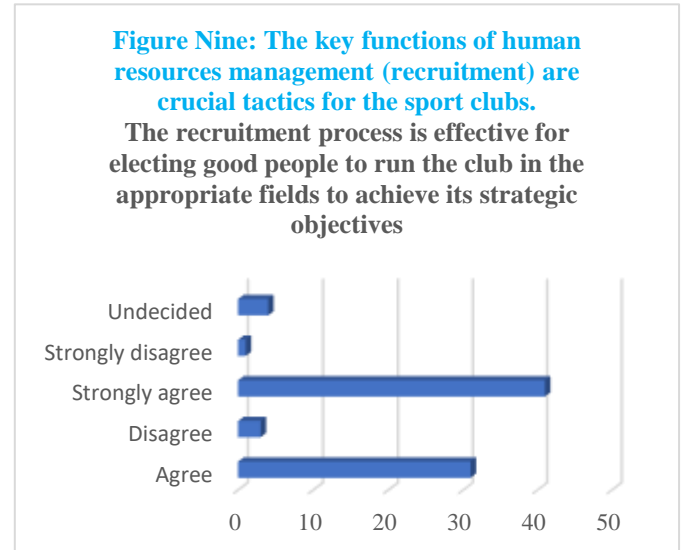 Figure Nine: The key functions of human
resources management (recruitment) are
crucial tactics for the sport clubs.
The recruitment process is effective for
electing good people to run the club in the
appropriate fields to achieve its strategic
objectives
Undecided
Strongly disagree
Strongly agree
Disagree
Agree
0 10 20 30 40 50